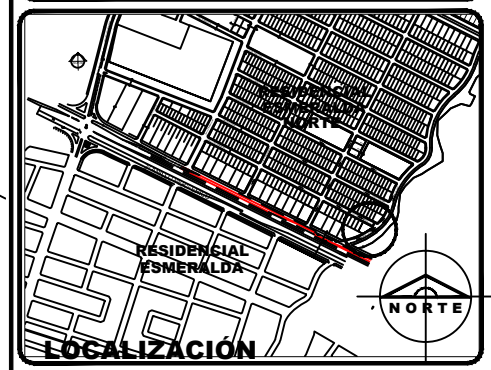 RESIDENCIAL
ESMERALDA
NORTE
RESIDENCIAL
ESMERALDA
NORTE
LOCALIZACIÓN